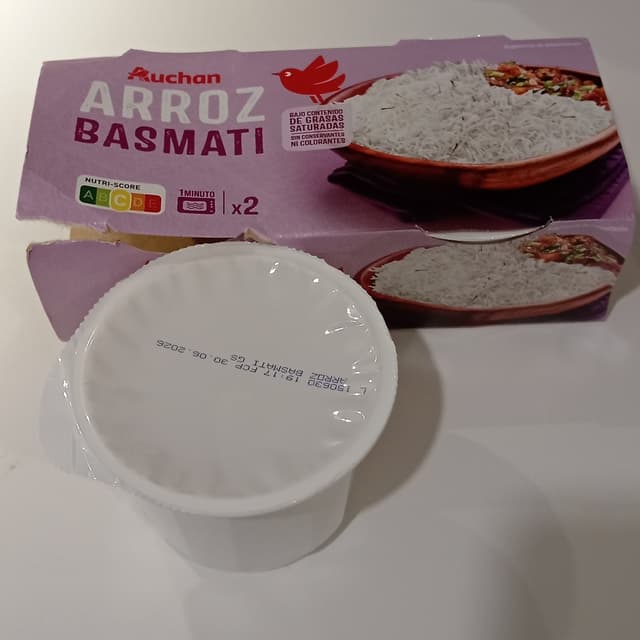 Auchan
ARROZ
BASMATI
BAJO CONTENIDO
DE GRASAS
SATURADAS
SIN CONSERVANTES
NI COLORANTES
NUTRI-SCORE
A B C D E
1 MINUTO
x2
L 150630 19:17 FCP 30.06.2026
ARROZ BASMATI GS